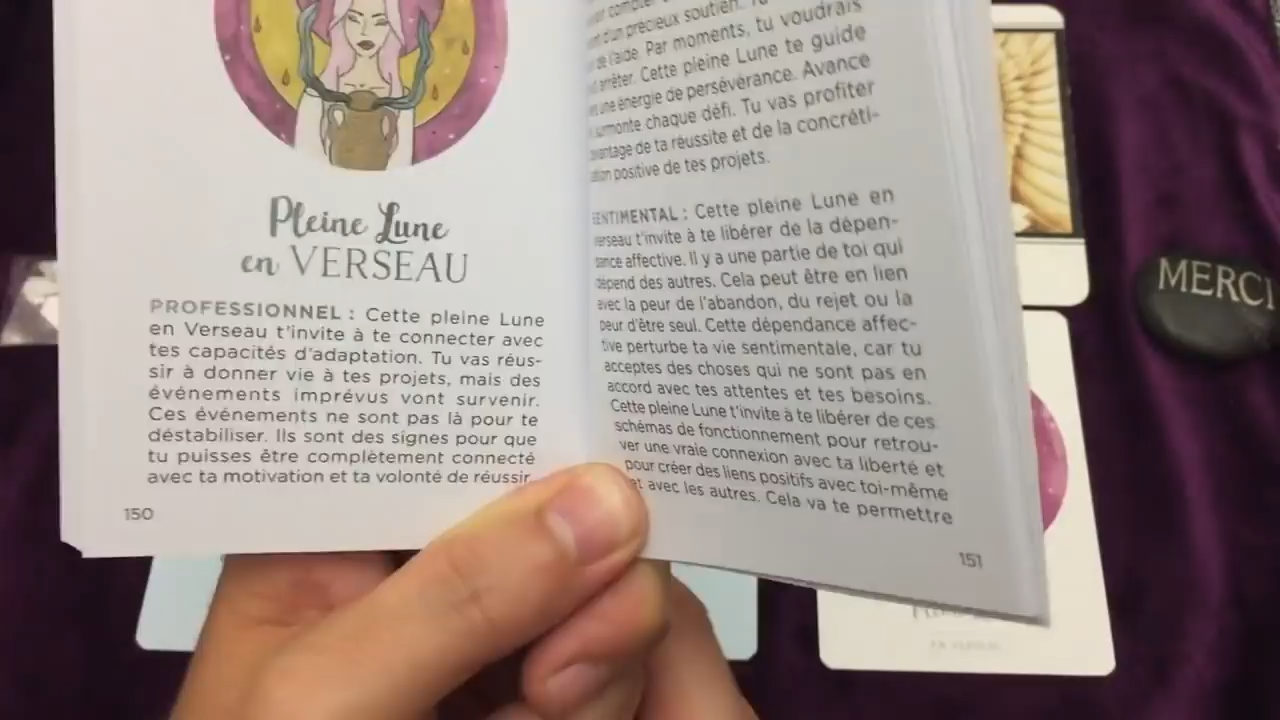 Pleine Lune
en VERSEAU
PROFESSIONNEL : Cette pleine Lune
en Verseau t'invite à te connecter avec
tes capacités d'adaptation. Tu vas réus-
sir à donner vie à tes projets, mais des
événements imprévus vont survenir.
Ces événements ne sont pas là pour te
déstabiliser. Ils sont des signes pour que
tu puisses être complètement connecté
avec ta motivation et ta volonté de réussir.
150
d'un précieux soutien.
de l'aide. Par moments, tu voudrais
arrêter. Cette pleine Lune te guide
une énergie de persévérance. Avance
surmonte chaque défi. Tu vas profiter
davantage de ta réussite et de la concréti-
sation positive de tes projets.
SENTIMENTAL : Cette pleine Lune en
Verseau t'invite à te libérer de la dépen-
dance affective. Il y a une partie de toi qui
dépend des autres. Cela peut être en lien
avec la peur de l'abandon, du rejet ou la
peur d'être seul. Cette dépendance affec-
tive perturbe ta vie sentimentale, car tu
acceptes des choses qui ne sont pas en
accord avec tes attentes et tes besoins.
Cette pleine Lune t'invite à te libérer de ces
schémas de fonctionnement pour retrou-
ver une vraie connexion avec ta liberté et
pour créer des liens positifs avec toi-même
et avec les autres. Cela va te permettre
151
MERCI
EN VERSEAU